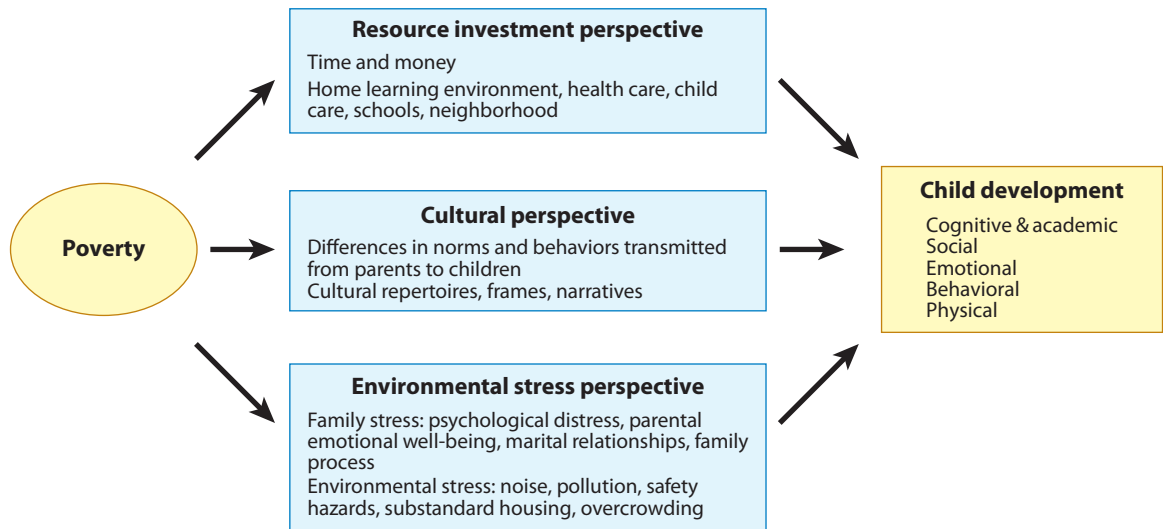 Resource investment perspective
Time and money
Home learning environment, health care, child
care, schools, neighborhood
Poverty
Cultural perspective
Differences in norms and behaviors transmitted
from parents to children
Cultural repertoires, frames, narratives
Environmental stress perspective
Family stress: psychological distress, parental
emotional well-being, marital relationships, family
process
Environmental stress: noise, pollution, safety
hazards, substandard housing, overcrowding
Child development
Cognitive & academic
Social
Emotional
Behavioral
Physical